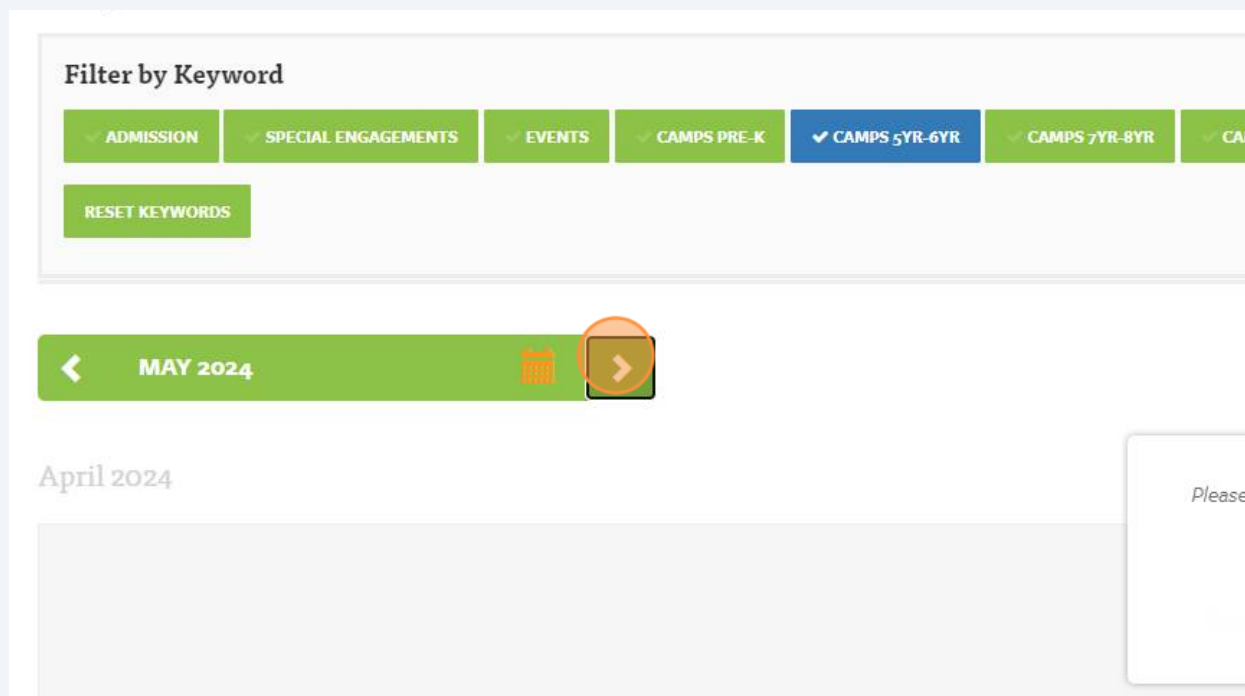 Filter by Keyword
ADMISSION SPECIAL ENGAGEMENTS EVENTS CAMPS PRE-K CAMPS 5YR-6YR CAMPS 7YR-8YR
RESET KEYWORDS
MAY 2024
April 2024
Please